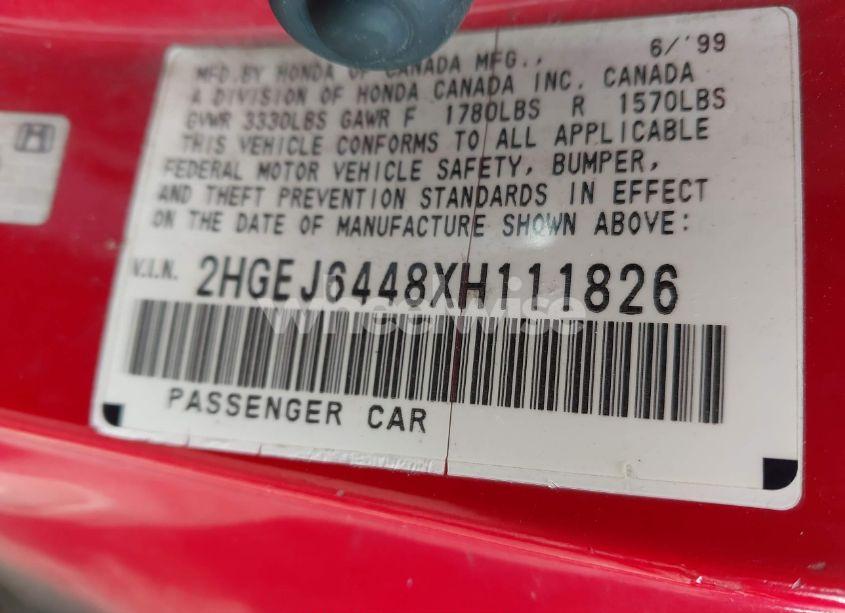 6/'99
MFD.BY HONDA OF CANADA MFG.,
A DIVISION OF HONDA CANADA INC. CANADA
GVWR 3330LBS GAWR F 1780LBS R 1570LBS
THIS VEHICLE CONFORMS TO ALL APPLICABLE
FEDERAL MOTOR VEHICLE SAFETY, BUMPER,
AND THEFT PREVENTION STANDARDS IN EFFECT
ON THE DATE OF MANUFACTURE SHOWN ABOVE:
V.I.N. 2HGEJ6448XH111826
wheelwise
PASSENGER CAR